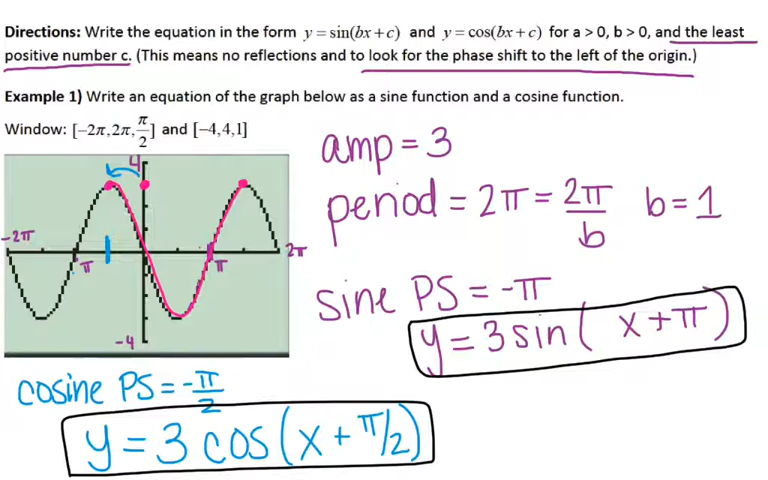 Directions: Write the equation in the form y = sin(bx + c) and y = cos(bx + c) for a > 0, b > 0, and the least
positive number c. (This means no reflections and to look for the phase shift to the left of the origin.)
Example 1) Write an equation of the graph below as a sine function and a cosine function.
Window: [−2π, 2π, π/2] and [−4,4,1]
amp = 3
period = 2π = 2π/b b = 1
4
-2π
π
π
2π
-4
sine PS = -π
y = 3 sin( x + π )
cosine PS = -π/2
y = 3 cos(x + π/2)